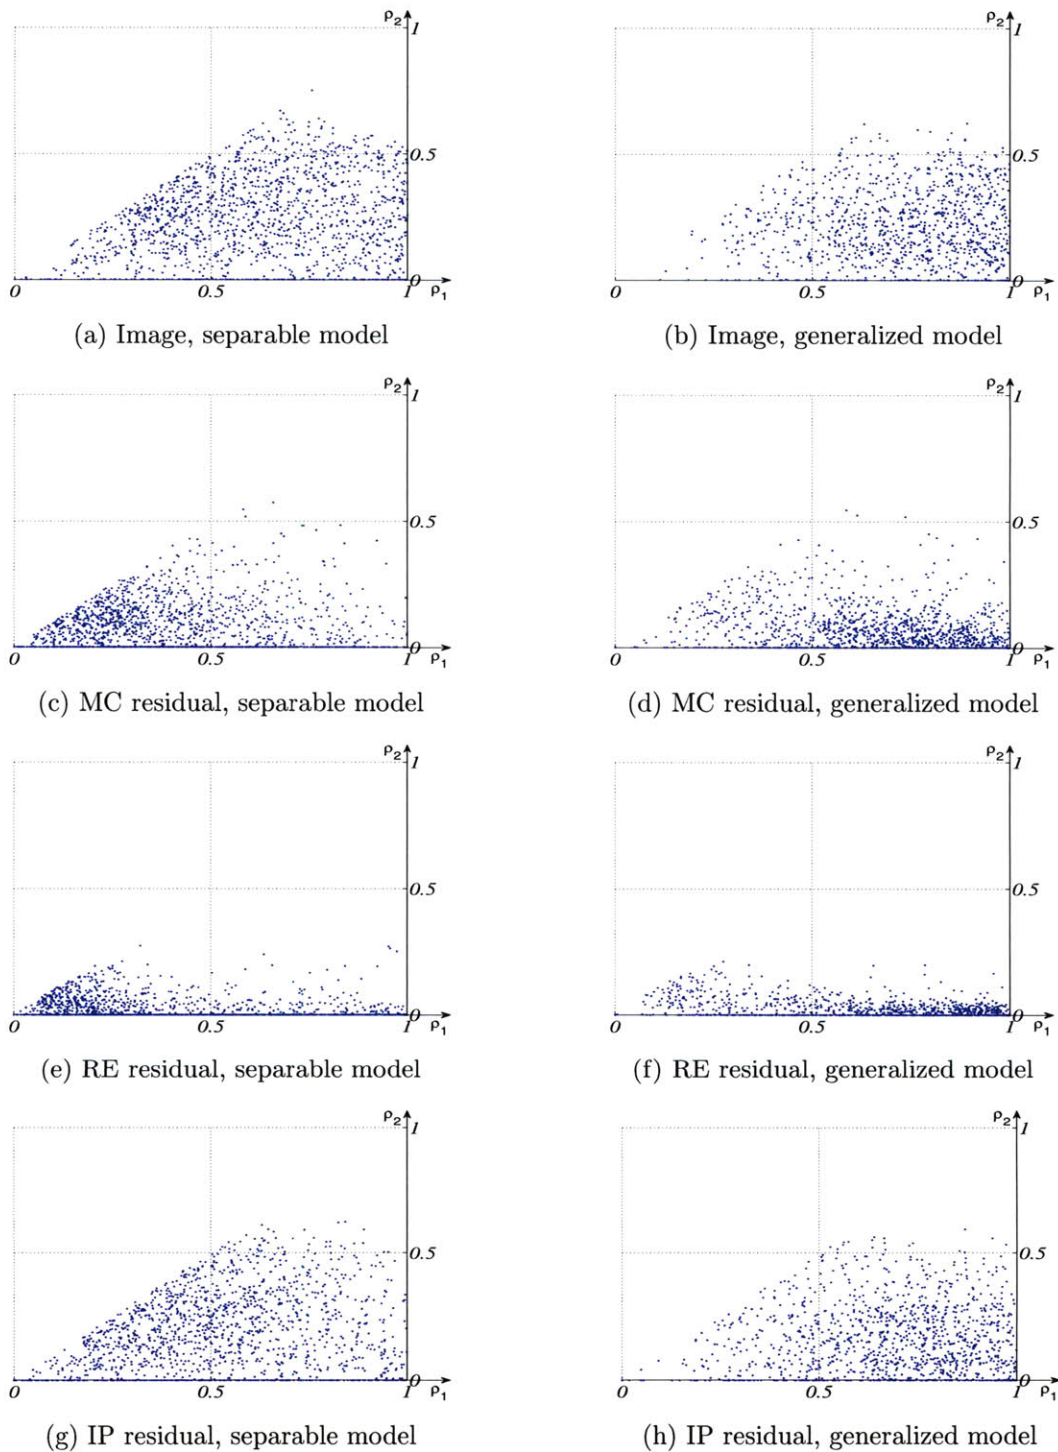 ρ2 ρ2
1 1
0.5 0.5
0 0
0 0.5 1 ρ1 0 0.5 1 ρ1
(a) Image, separable model (b) Image, generalized model
ρ2 ρ2
1 1
0.5 0.5
0 0
0 0.5 1 ρ1 0 0.5 1 ρ1
(c) MC residual, separable model (d) MC residual, generalized model
ρ2 ρ2
1 1
0.5 0.5
0 0
0 0.5 1 ρ1 0 0.5 1 ρ1
(e) RE residual, separable model (f) RE residual, generalized model
ρ2 ρ2
1 1
0.5 0.5
0 0
0 0.5 1 ρ1 0 0.5 1 ρ1
(g) IP residual, separable model (h) IP residual, generalized model